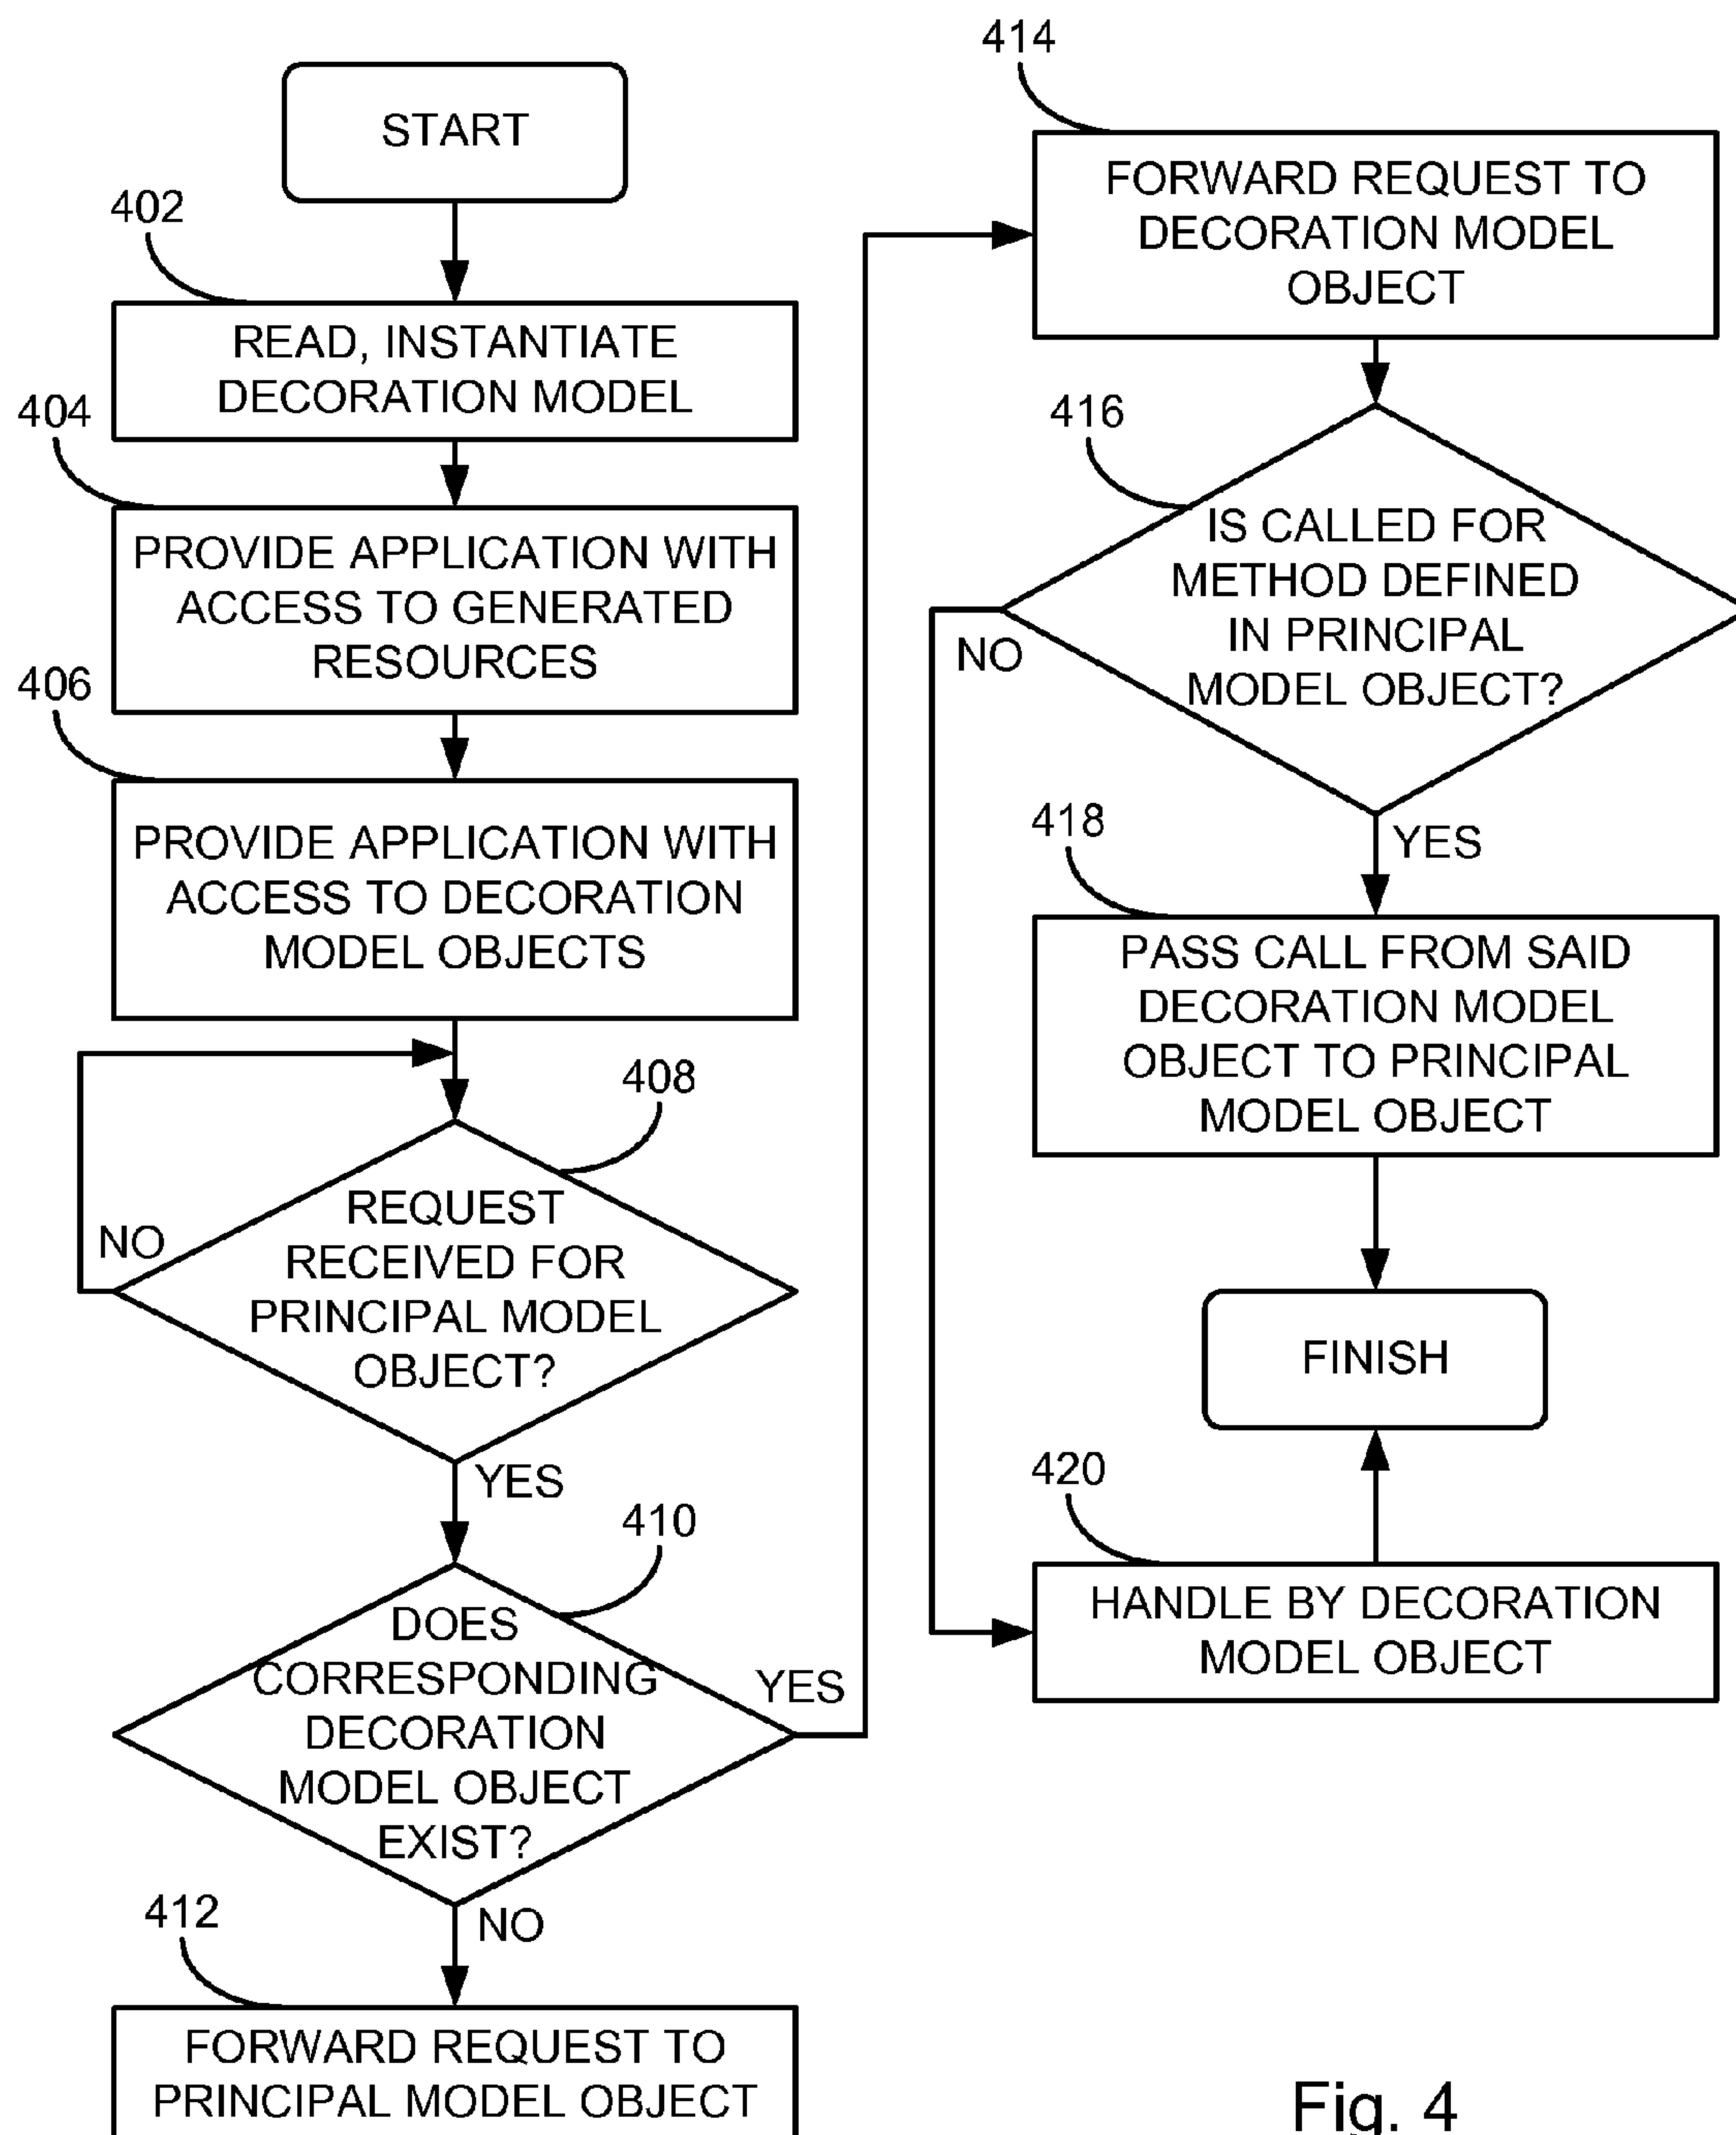 START
402
READ, INSTANTIATE
DECORATION MODEL
404
PROVIDE APPLICATION WITH
ACCESS TO GENERATED
RESOURCES
406
PROVIDE APPLICATION WITH
ACCESS TO DECORATION
MODEL OBJECTS
408
REQUEST
RECEIVED FOR
PRINCIPAL MODEL
OBJECT?
NO
YES
410
DOES
CORRESPONDING
DECORATION
MODEL OBJECT
EXIST?
YES
NO
412
FORWARD REQUEST TO
PRINCIPAL MODEL OBJECT
414
FORWARD REQUEST TO
DECORATION MODEL
OBJECT
416
IS CALLED FOR
METHOD DEFINED
IN PRINCIPAL
MODEL OBJECT?
NO
YES
418
PASS CALL FROM SAID
DECORATION MODEL
OBJECT TO PRINCIPAL
MODEL OBJECT
FINISH
420
HANDLE BY DECORATION
MODEL OBJECT
Fig. 4